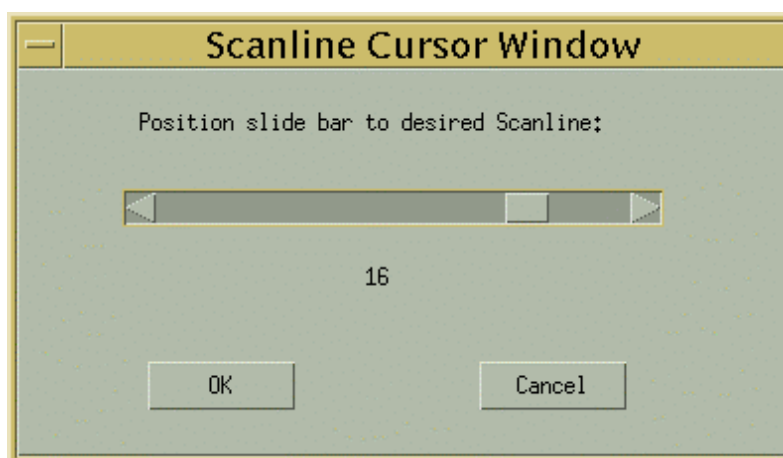 Scanline Cursor Window
Position slide bar to desired Scanline:
16
OK
Cancel